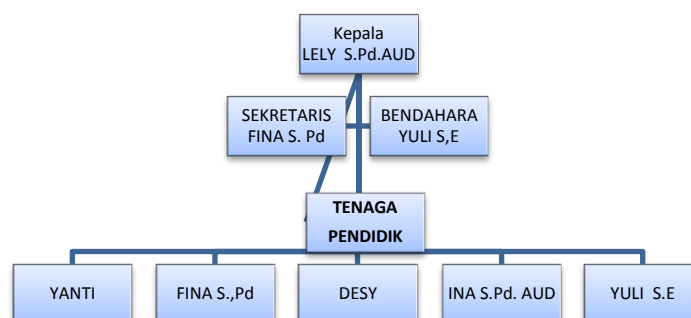 Kepala
LELY S.Pd.AUD
SEKRETARIS
FINA S. Pd
BENDAHARA
YULI S,E
TENAGA
PENDIDIK
YANTI
FINA S.,Pd
DESY
INA S.Pd. AUD
YULI S.E